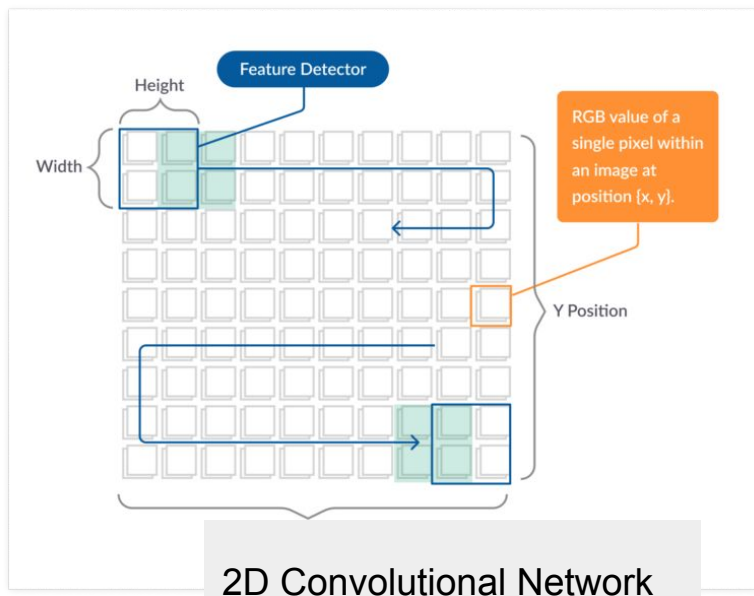 Feature Detector
Height
Width
RGB value of a
single pixel within
an image at
position [x, y].
Y Position
2D Convolutional Network